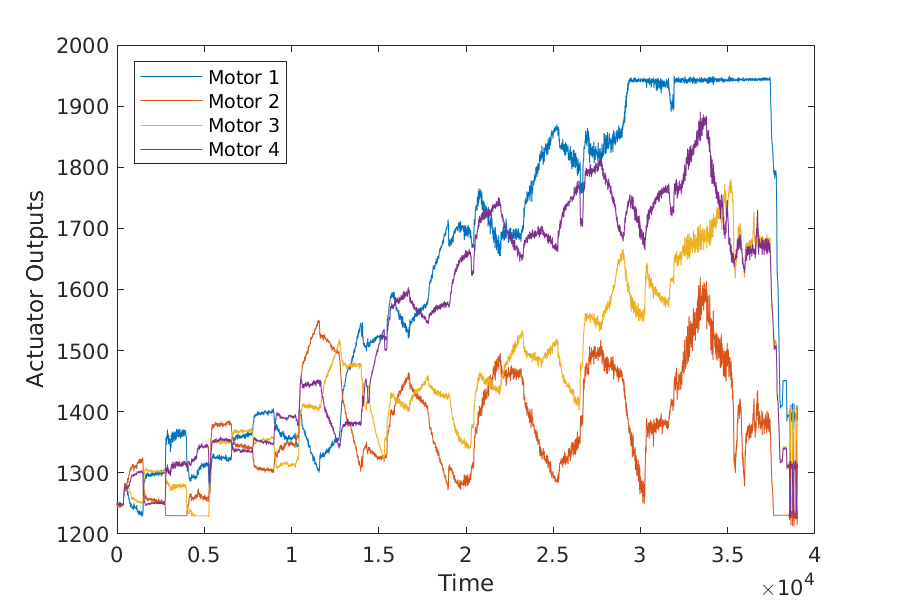 2000
1900
1800
1700
1600
1500
1400
1300
1200
Actuator Outputs
Motor 1
Motor 2
Motor 3
Motor 4
0 0.5 1 1.5 2 2.5 3 3.5 4
Time
×10^4